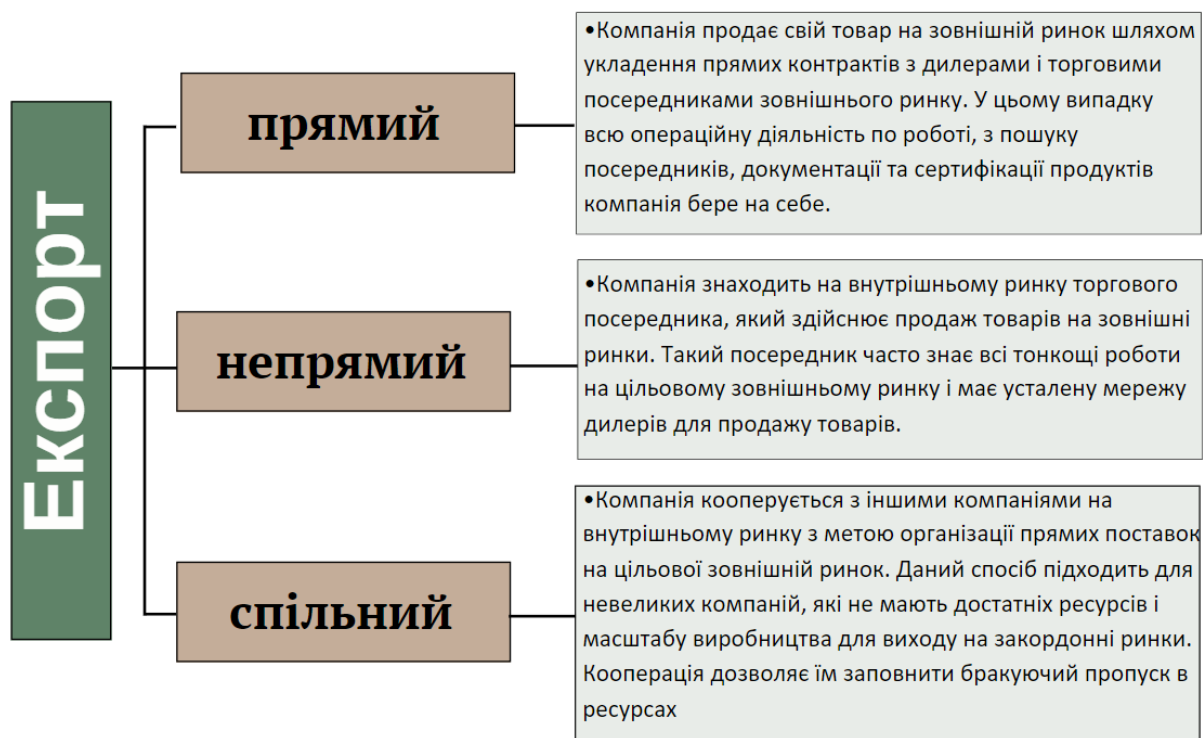 Експорт
прямий
•Компанія продає свій товар на зовнішній ринок шляхом
укладення прямих контрактів з дилерами і торговими
посередниками зовнішнього ринку. У цьому випадку
всю операційну діяльність по роботі, з пошуку
посередників, документації та сертифікації продуктів
компанія бере на себе.
непрямий
•Компанія знаходить на внутрішньому ринку торгового
посередника, який здійснює продаж товарів на зовнішні
ринки. Такий посередник часто знає всі тонкощі роботи
на цільовому зовнішньому ринку і має усталену мережу
дилерів для продажу товарів.
спільний
•Компанія кооперується з іншими компаніями на
внутрішньому ринку з метою організації прямих поставок
на цільової зовнішній ринок. Даний спосіб підходить для
невеликих компаній, які не мають достатніх ресурсів і
масштабу виробництва для виходу на закордонні ринки.
Кооперація дозволяє їм заповнити бракуючий пропуск в
ресурсах